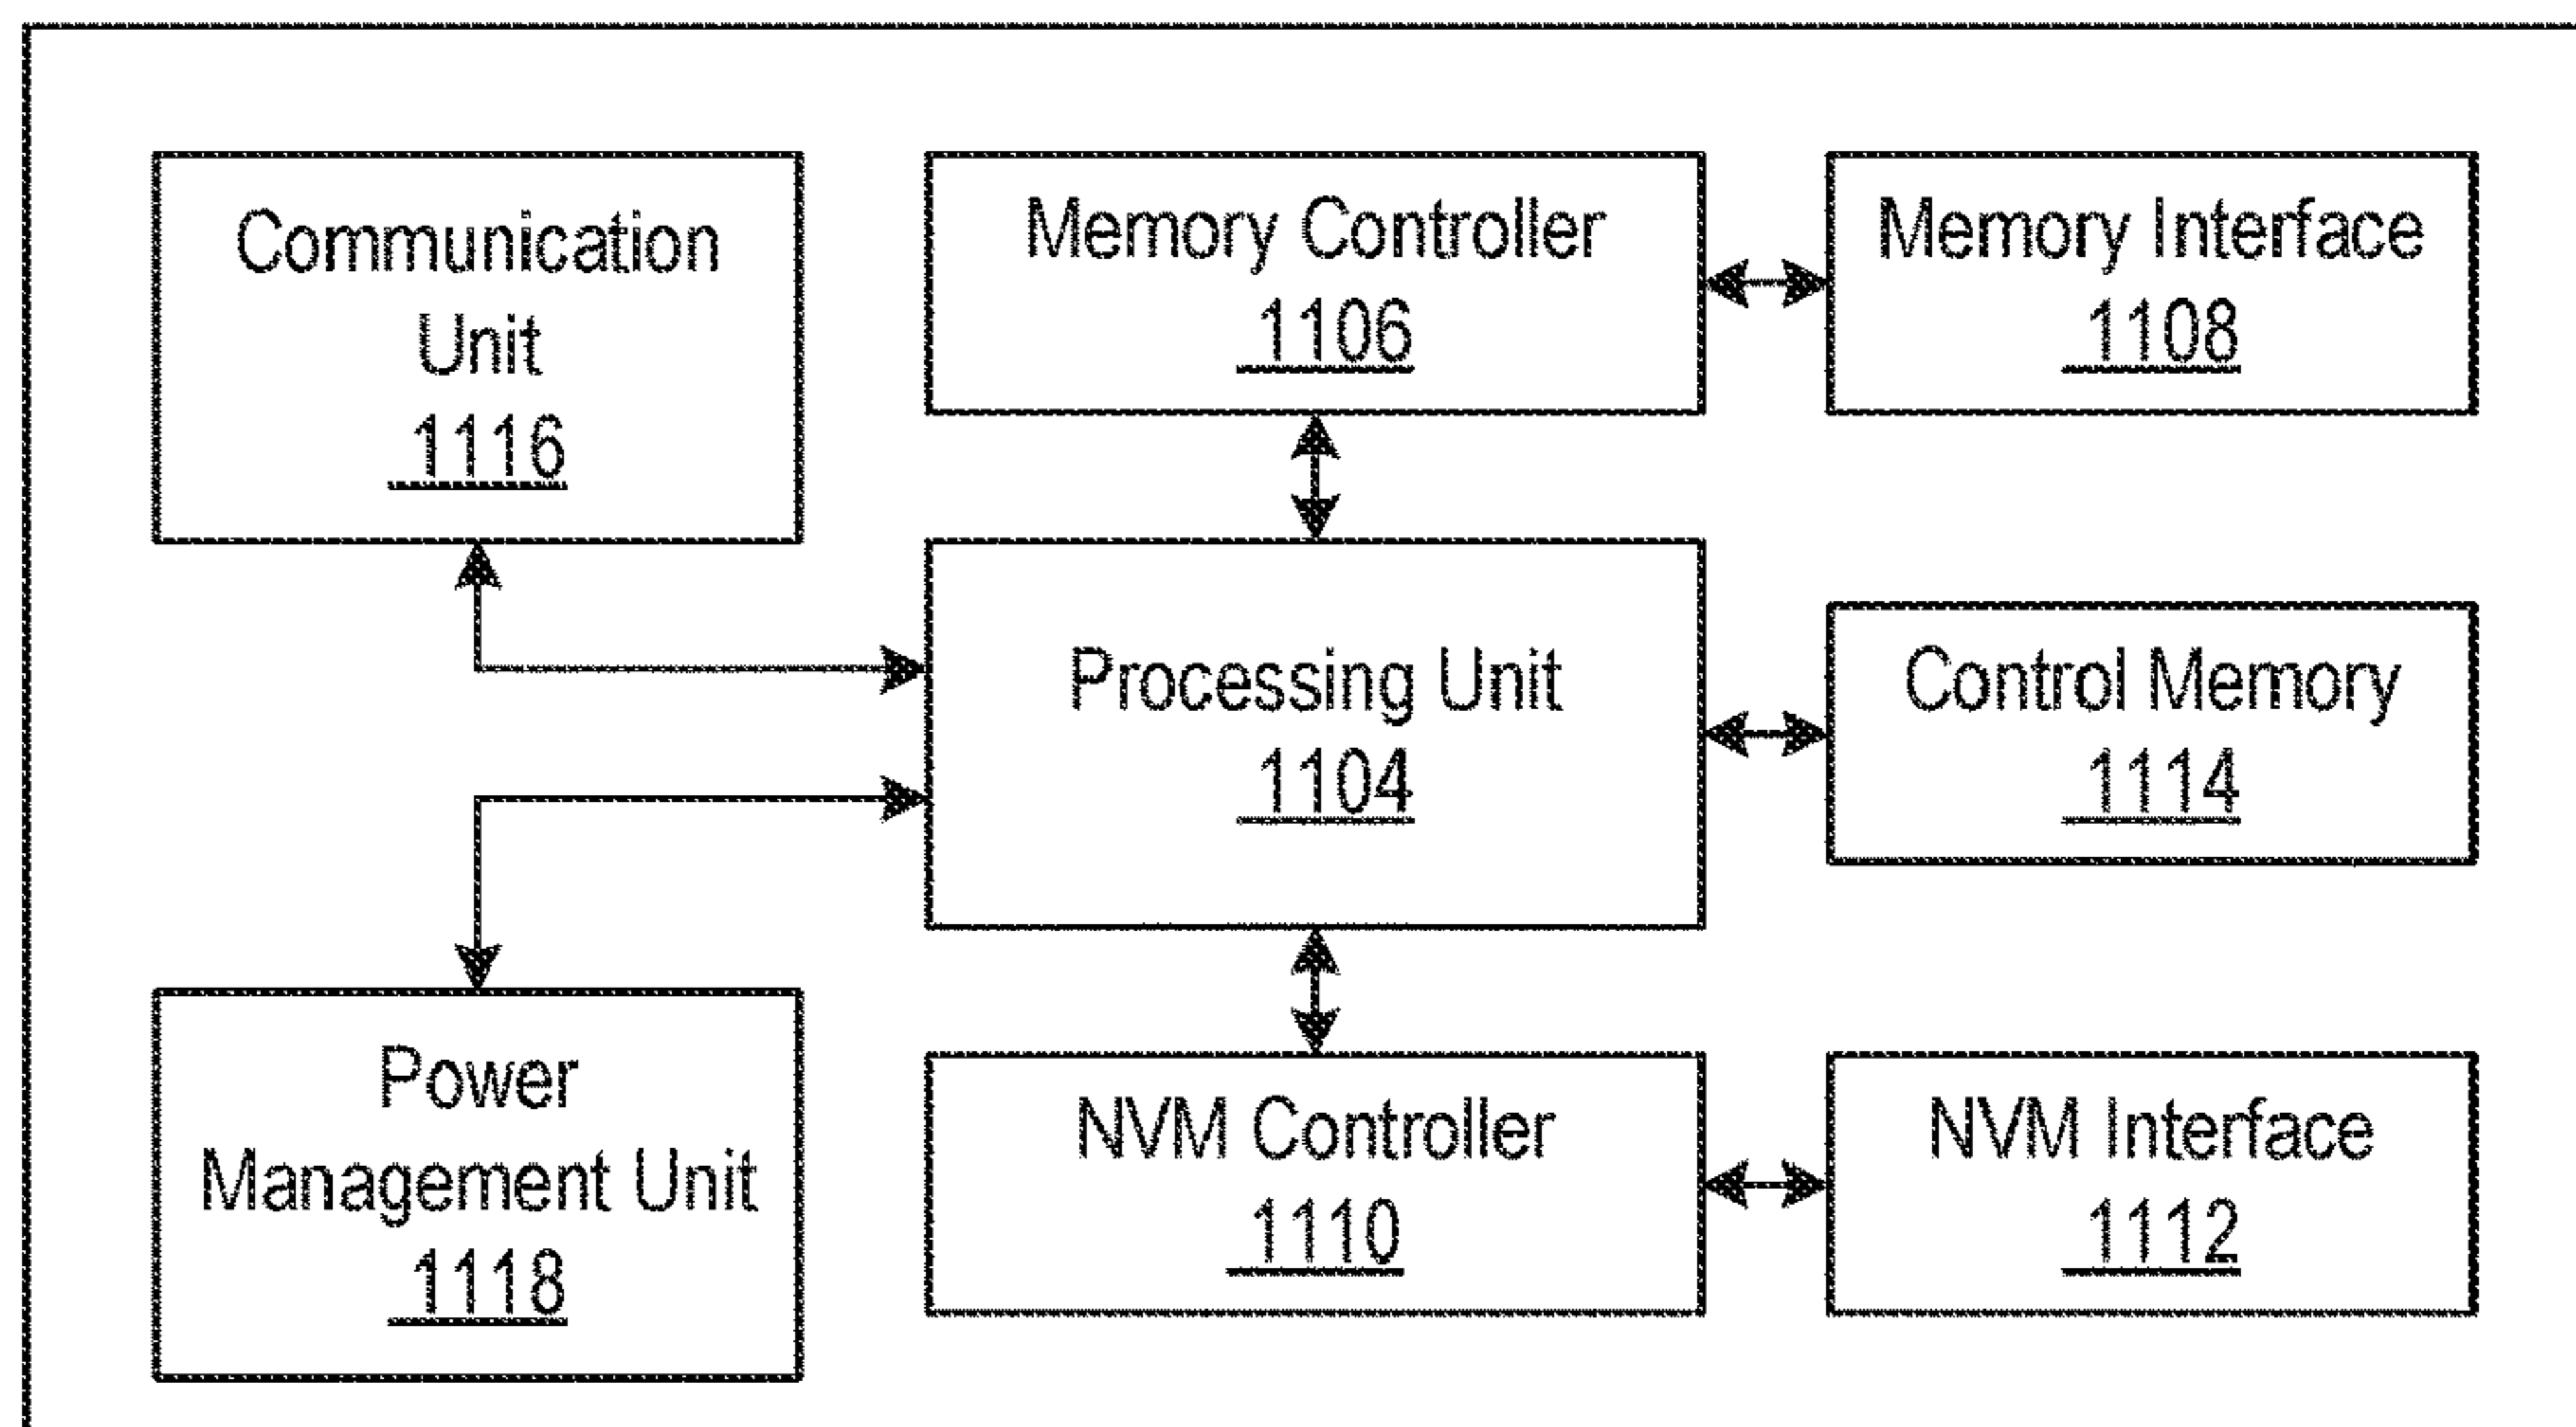 Communication
Unit
1116
Memory Controller
1106
Memory Interface
1108
Processing Unit
1104
Control Memory
1114
Power
Management Unit
1118
NVM Controller
1110
NVM Interface
1112